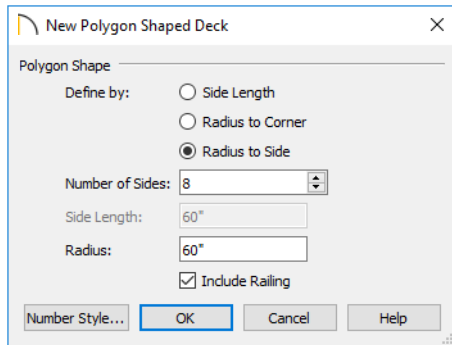 New Polygon Shaped Deck
Polygon Shape
Define by: Side Length
Radius to Corner
Radius to Side
Number of Sides: 8
Side Length: 60"
Radius: 60"
Include Railing
Number Style... OK Cancel Help